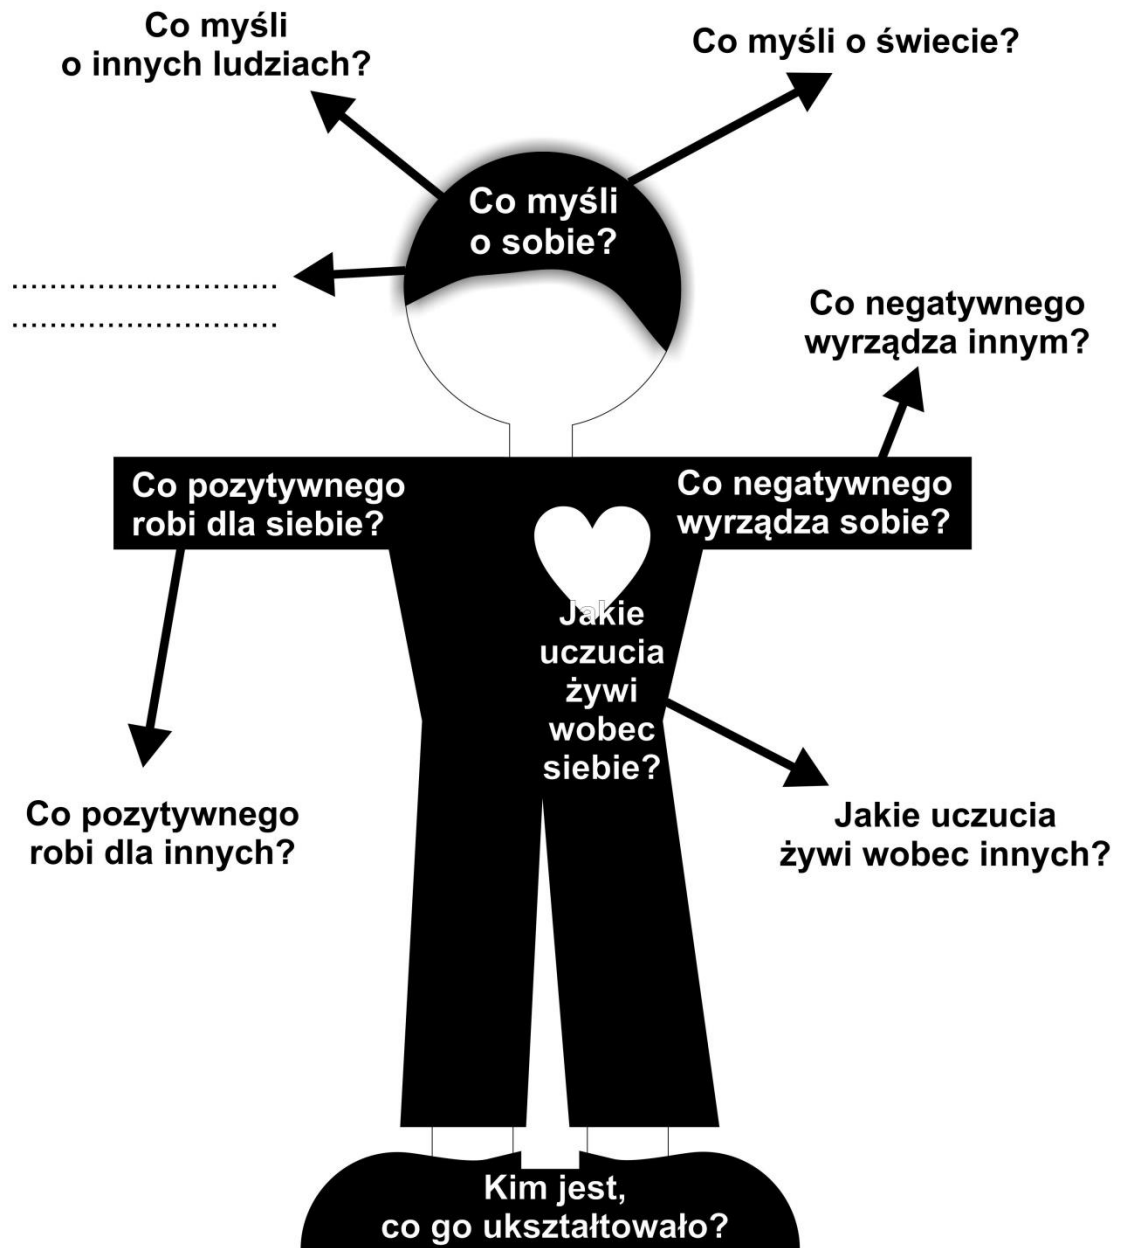 Co myśli
o innych ludziach?
Co myśli o świecie?
Co myśli
o sobie?
Co negatywnego
wyrządza innym?
Co pozytywnego
robi dla siebie?
Co negatywnego
wyrządza sobie?
Jakie
uczucia
żywi
wobec
siebie?
Co pozytywnego
robi dla innych?
Jakie uczucia
żywi wobec innych?
Kim jest,
co go ukształtowało?